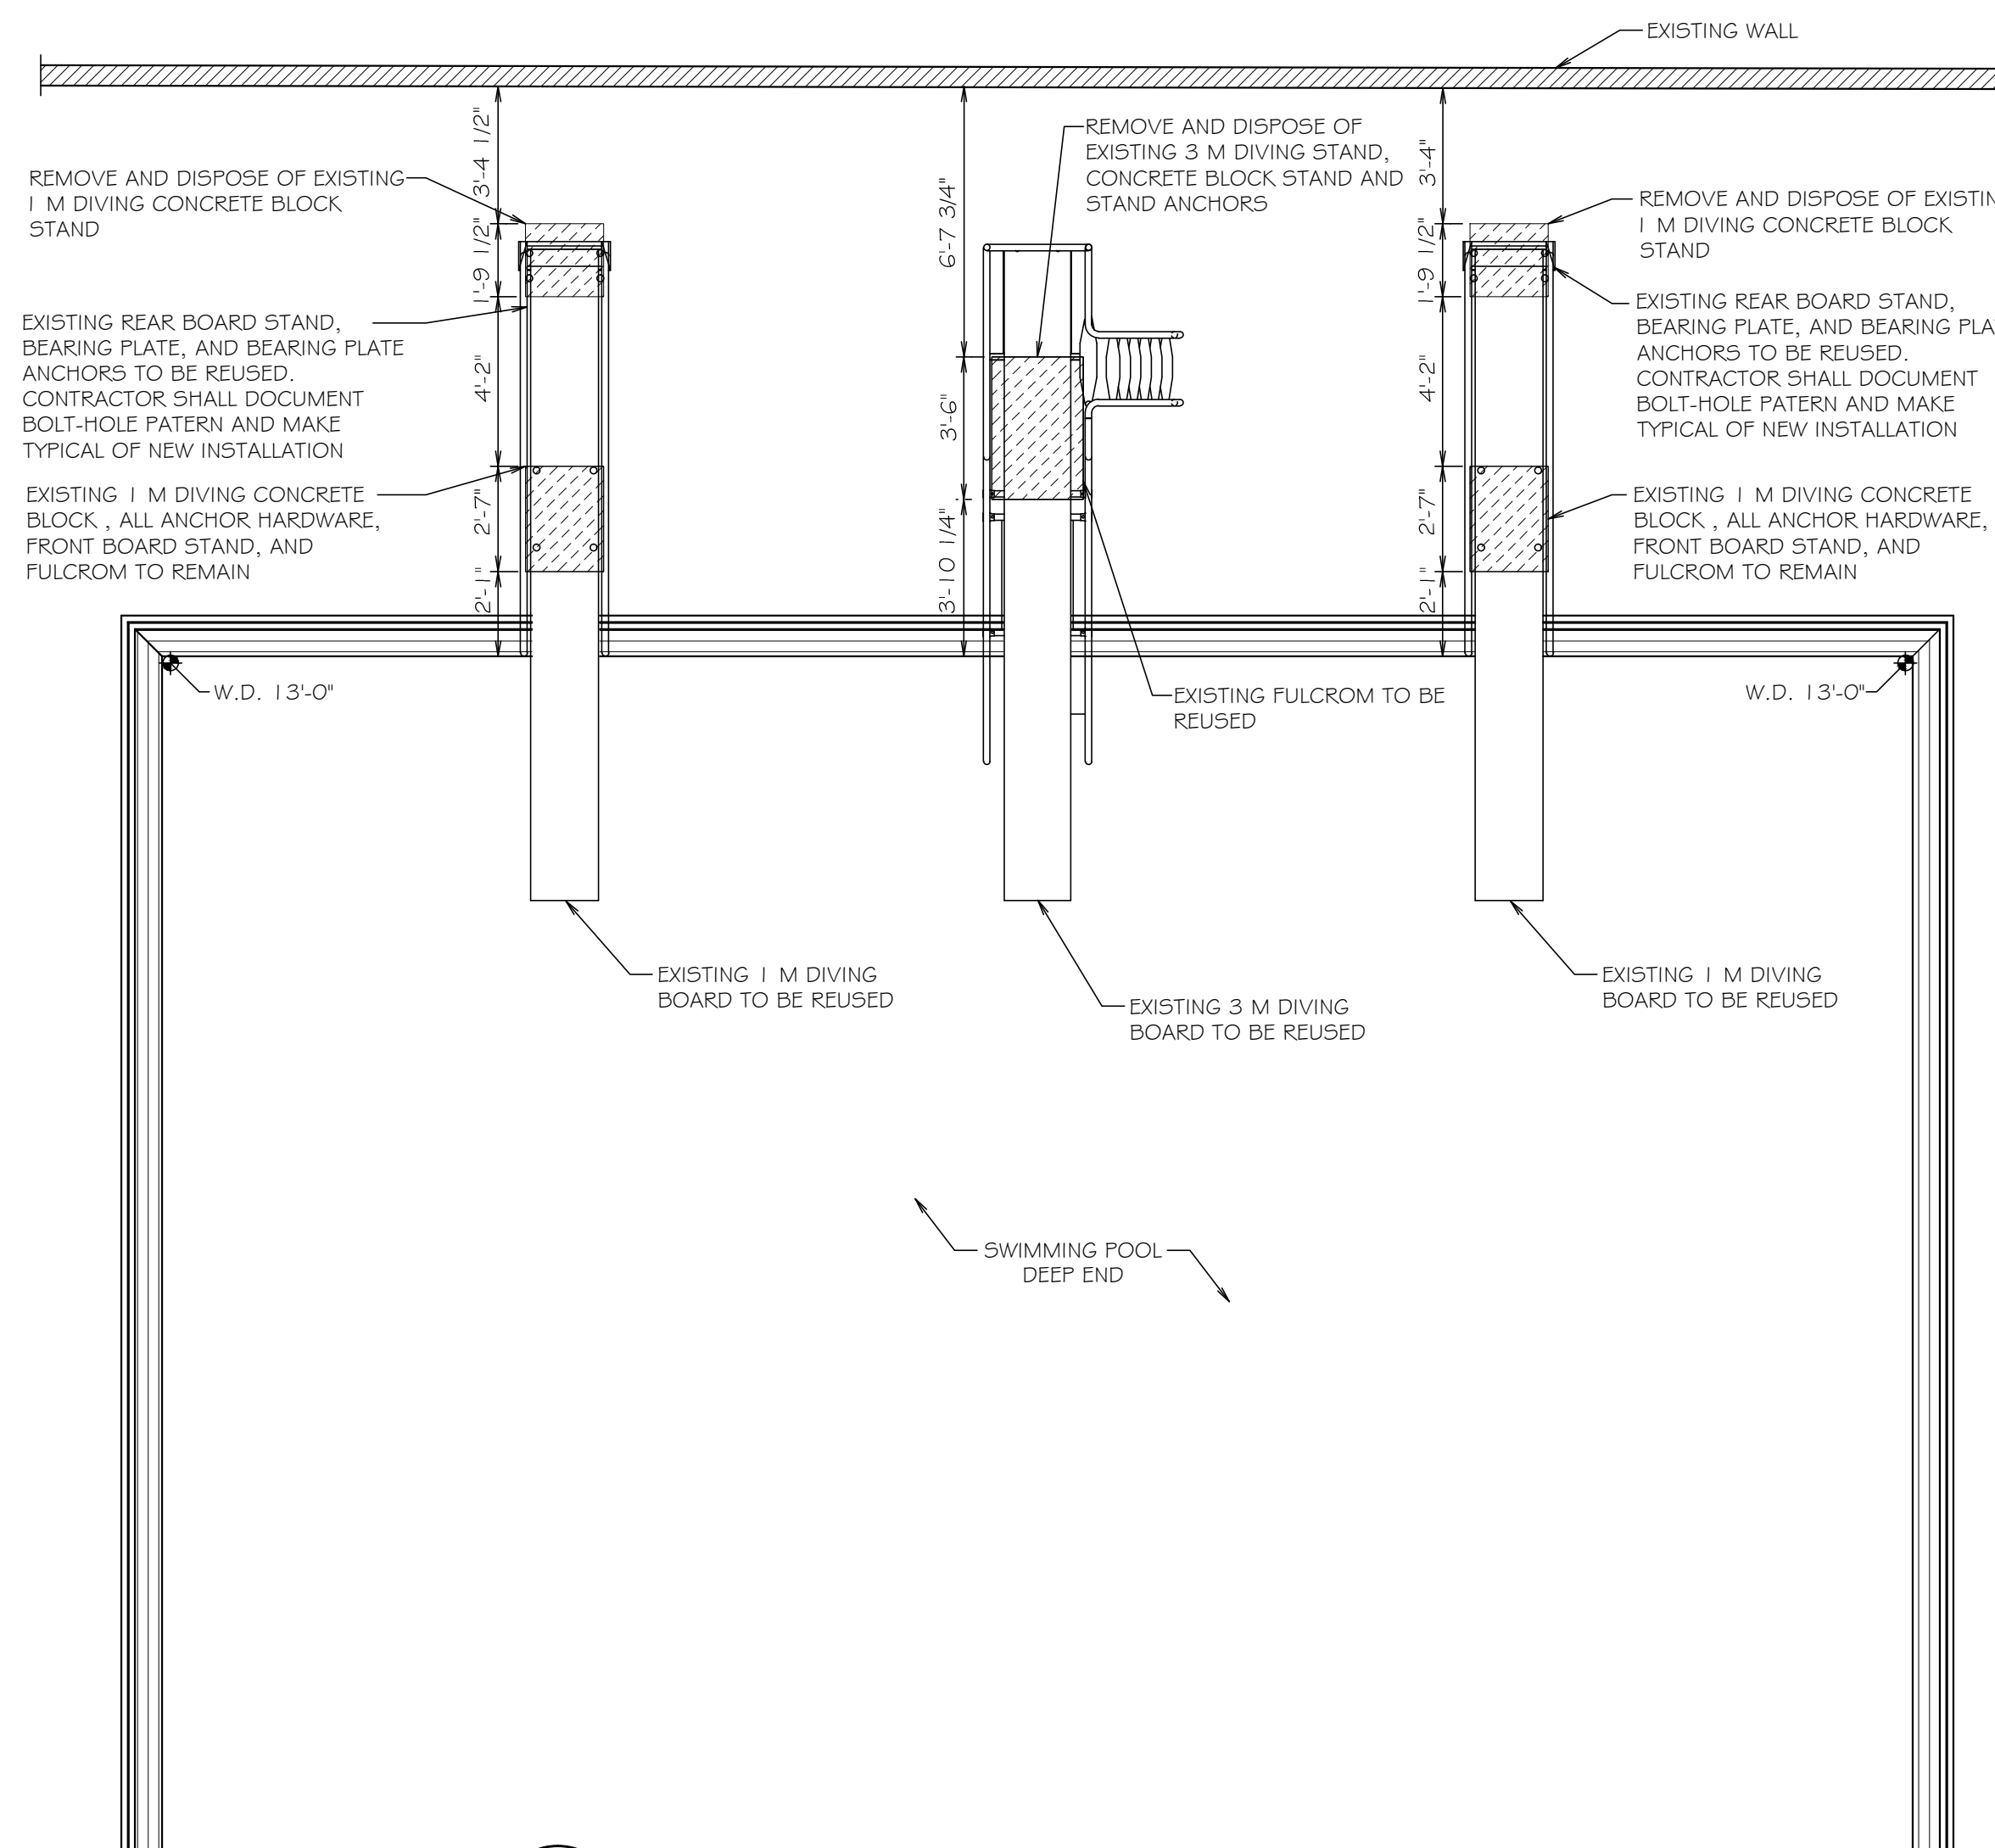 EXISTING WALL
REMOVE AND DISPOSE OF EXISTING
1 M DIVING CONCRETE BLOCK
STAND
EXISTING REAR BOARD STAND,
BEARING PLATE, AND BEARING PLATE
ANCHORS TO BE REUSED.
CONTRACTOR SHALL DOCUMENT
BOLT-HOLE PATERN AND MAKE
TYPICAL OF NEW INSTALLATION
EXISTING 1 M DIVING CONCRETE
BLOCK , ALL ANCHOR HARDWARE,
FRONT BOARD STAND, AND
FULCROM TO REMAIN
3'-4 1/2"
1'-9 1/2"
4'-2"
2'-7"
2'-1"
REMOVE AND DISPOSE OF
EXISTING 3 M DIVING STAND,
CONCRETE BLOCK STAND AND
STAND ANCHORS
6'-7 3/4"
3'-6"
3'-10 1/4"
3'-4"
1'-9 1/2"
4'-2"
2'-7"
2'-1"
REMOVE AND DISPOSE OF EXISTIN
1 M DIVING CONCRETE BLOCK
STAND
EXISTING REAR BOARD STAND,
BEARING PLATE, AND BEARING PLA
ANCHORS TO BE REUSED.
CONTRACTOR SHALL DOCUMENT
BOLT-HOLE PATERN AND MAKE
TYPICAL OF NEW INSTALLATION
EXISTING 1 M DIVING CONCRETE
BLOCK , ALL ANCHOR HARDWARE,
FRONT BOARD STAND, AND
FULCROM TO REMAIN
W.D. 13'-0"
EXISTING FULCROM TO BE
REUSED
W.D. 13'-0"
EXISTING 1 M DIVING
BOARD TO BE REUSED
EXISTING 3 M DIVING
BOARD TO BE REUSED
EXISTING 1 M DIVING
BOARD TO BE REUSED
SWIMMING POOL
DEEP END